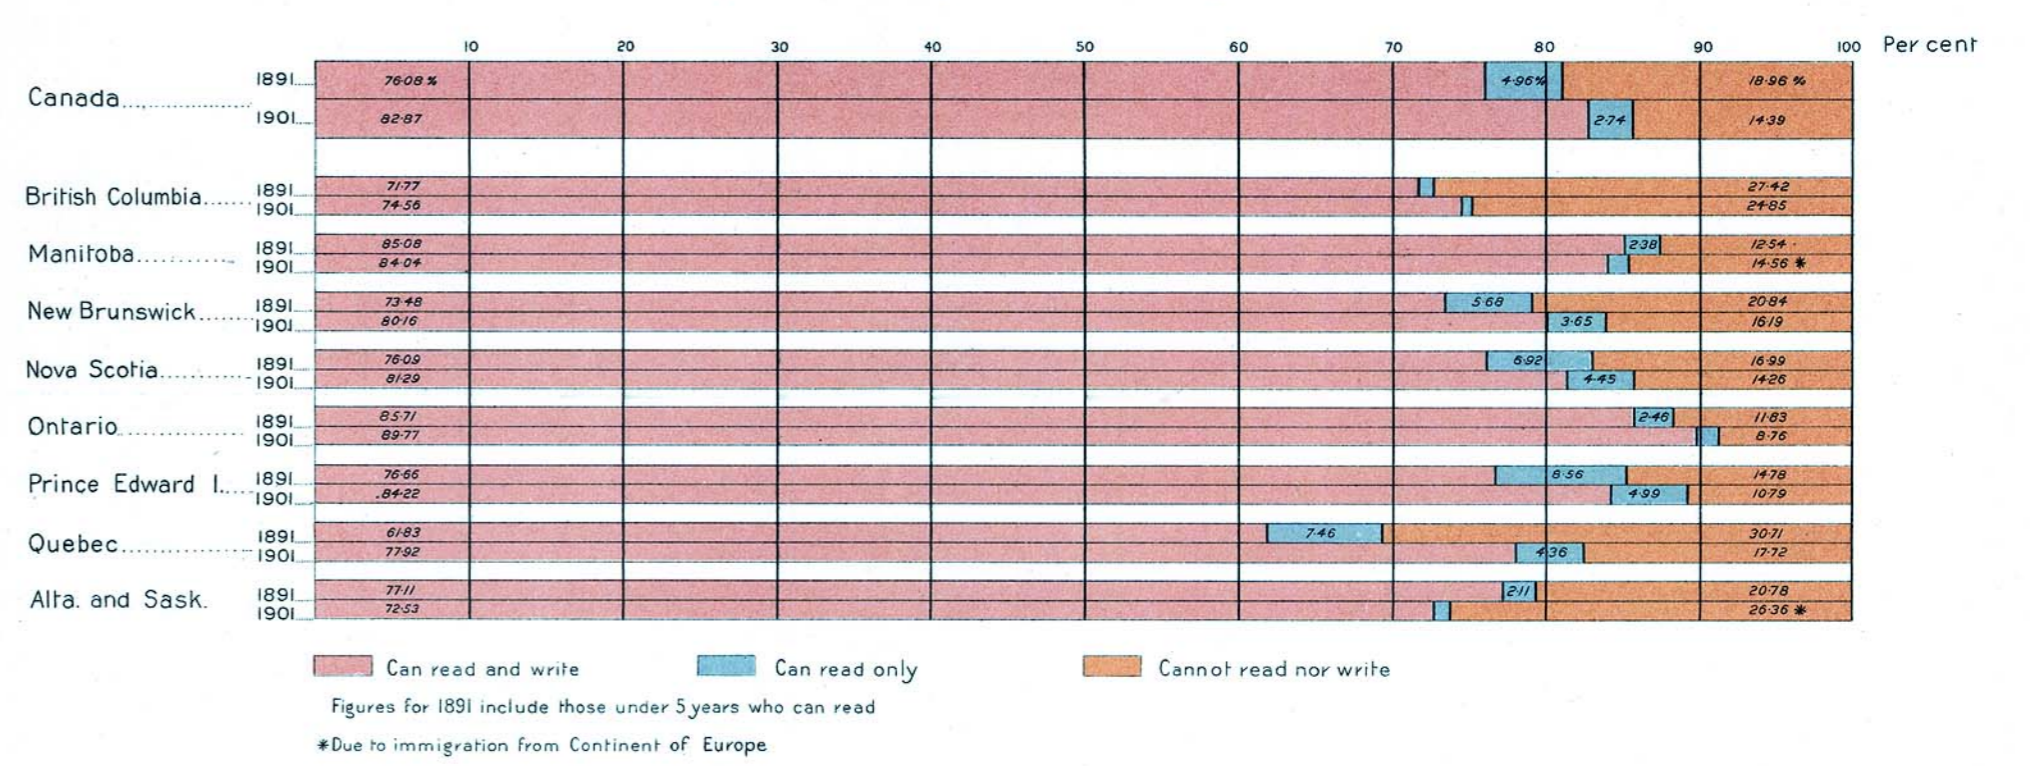 10 20 30 40 50 60 70 80 90 100 Per cent
Canada
1891 76·08 % 4·96% 18·96 %
1901 82·87 2·74 14·39
British Columbia
1891 71·77 27·42
1901 74·56 24·85
Manitoba
1891 85·08 2·38 12·54
1901 84·04 14·56 *
New Brunswick
1891 73·48 5·68 20·84
1901 80·16 3·65 16·19
Nova Scotia
1891 76·09 6·92 16·99
1901 81·29 4·45 14·26
Ontario
1891 85·71 2·46 11·83
1901 89·77 8·76
Prince Edward I.
1891 76·66 8·56 14·78
1901 84·22 4·99 10·79
Quebec
1891 61·83 7·46 30·71
1901 77·92 4·36 17·72
Alta. and Sask.
1891 77·11 2·11 20·78
1901 72·53 26·36 *
Can read and write Can read only Cannot read nor write
Figures for 1891 include those under 5 years who can read
*Due to immigration from Continent of Europe